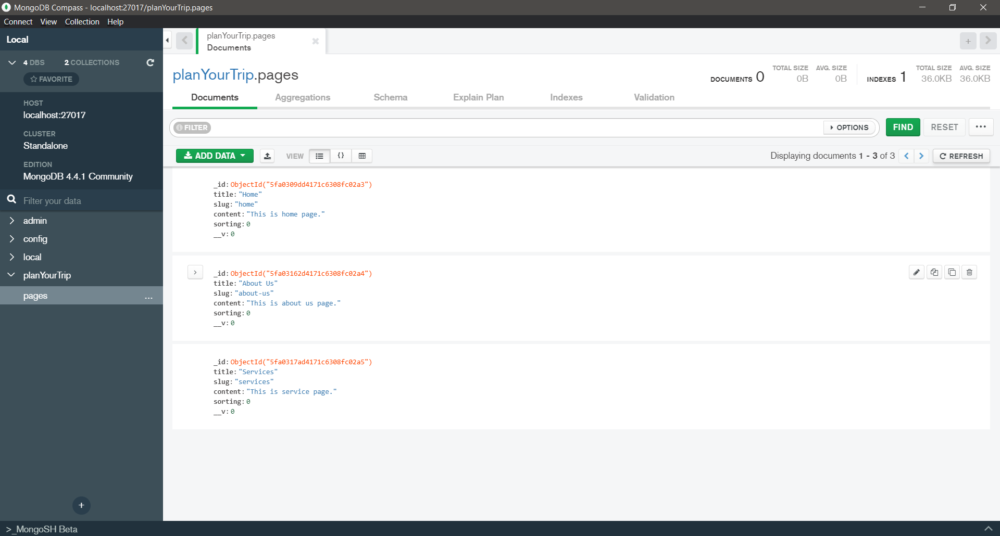 MongoDB Compass - localhost:27017/planYourTrip.pages
Connect View Collection Help
Local
4 DBS 2 COLLECTIONS
FAVORITE
HOST
localhost:27017
CLUSTER
Standalone
EDITION
MongoDB 4.4.1 Community
Filter your data
admin
config
local
planYourTrip
pages ...
+
planYourTrip.pages
Documents
planYourTrip.pages
DOCUMENTS 0 TOTAL SIZE 0B AVG. SIZE 0B INDEXES 1 TOTAL SIZE 36.0KB AVG. SIZE 36.0KB
Documents Aggregations Schema Explain Plan Indexes Validation
FILTER OPTIONS FIND RESET ...
ADD DATA VIEW {} Displaying documents 1 - 3 of 3 REFRESH
_id: ObjectId("5fa0309dd4171c6308fc02a3")
title: "Home"
slug: "home"
content: "This is home page."
sorting: 0
__v: 0
_id: ObjectId("5fa03162d4171c6308fc02a4")
title: "About Us"
slug: "about-us"
content: "This is about us page."
sorting: 0
__v: 0
_id: ObjectId("5fa0317ad4171c6308fc02a5")
title: "Services"
slug: "services"
content: "This is service page."
sorting: 0
__v: 0
>_MongoSH Beta